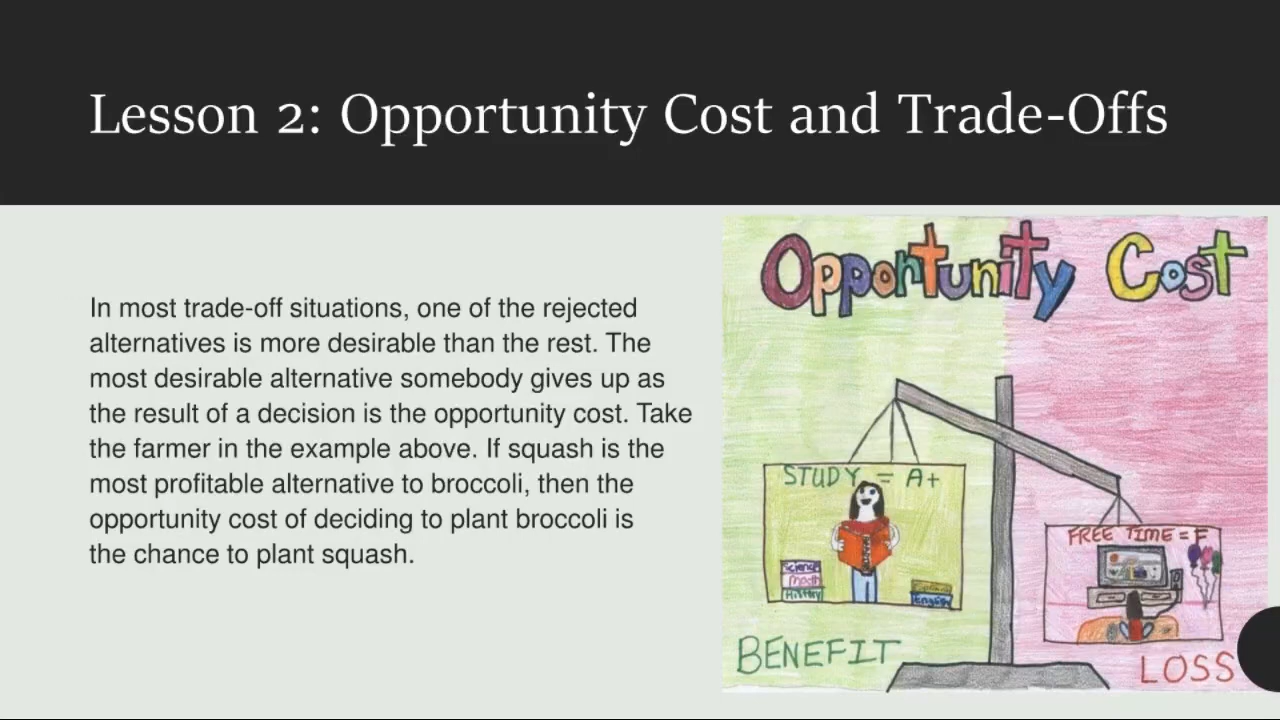 Lesson 2: Opportunity Cost and Trade-Offs
In most trade-off situations, one of the rejected
alternatives is more desirable than the rest. The
most desirable alternative somebody gives up as
the result of a decision is the opportunity cost. Take
the farmer in the example above. If squash is the
most profitable alternative to broccoli, then the
opportunity cost of deciding to plant broccoli is
the chance to plant squash.
Opportunity Cost
STUDY = A+
Science
Math
History
English
BENEFIT
FREE TIME = F
LOSS